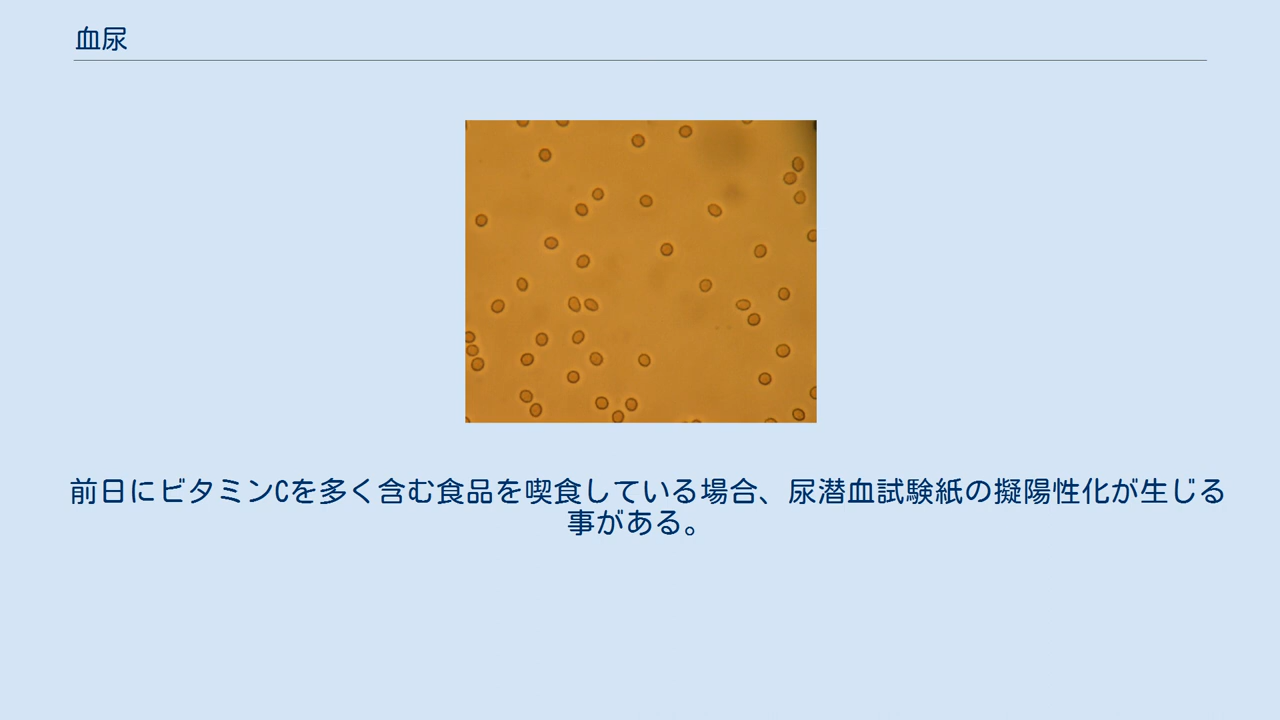 血尿
前日にビタミンCを多く含む食品を喫食している場合、尿潜血試験紙の擬陽性化が生じる
事がある。